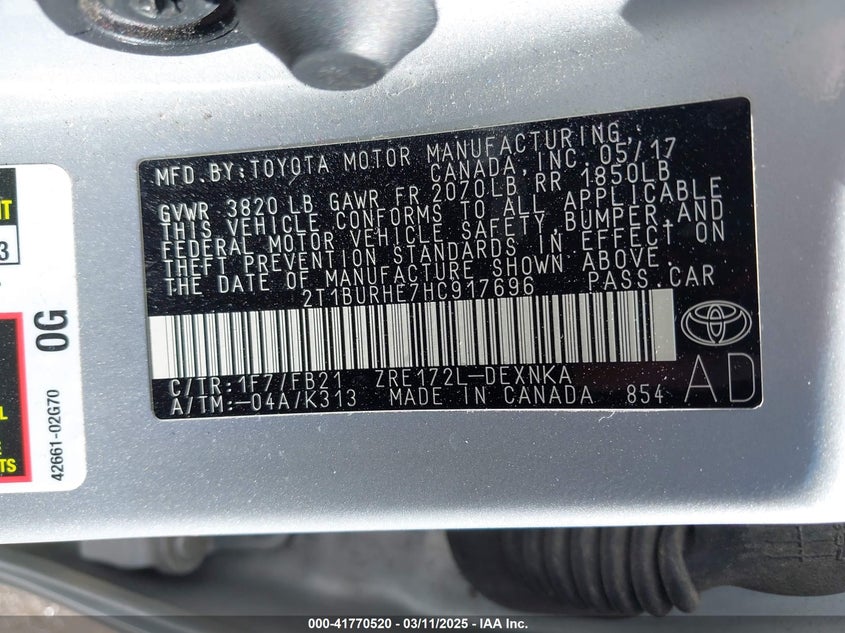 MFD.BY:TOYOTA MOTOR MANUFACTURING
CANADA,INC.05/17
GVWR 3820 LB GAWR FR 2070LB RR 1850LB
THIS VEHICLE CONFORMS TO ALL APPLICABLE
FEDERAL MOTOR VEHICLE SAFETY,BUMPER,AND
THEFT PREVENTION STANDARDS IN EFFECT ON
THE DATE OF MANUFACTURE SHOWN ABOVE.
2T1BURHE7HC917696 PASS.CAR
C/TR:1F7/FB21 ZRE172L-DEXNKA
A/TM:-04A/K313 MADE IN CANADA 854
AD
0G
42661-02G70
3
000-41770520 - 03/11/2025 - IAA Inc.